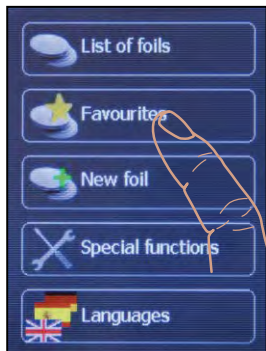 List of foils
Favourites
New foil
Special functions
Languages